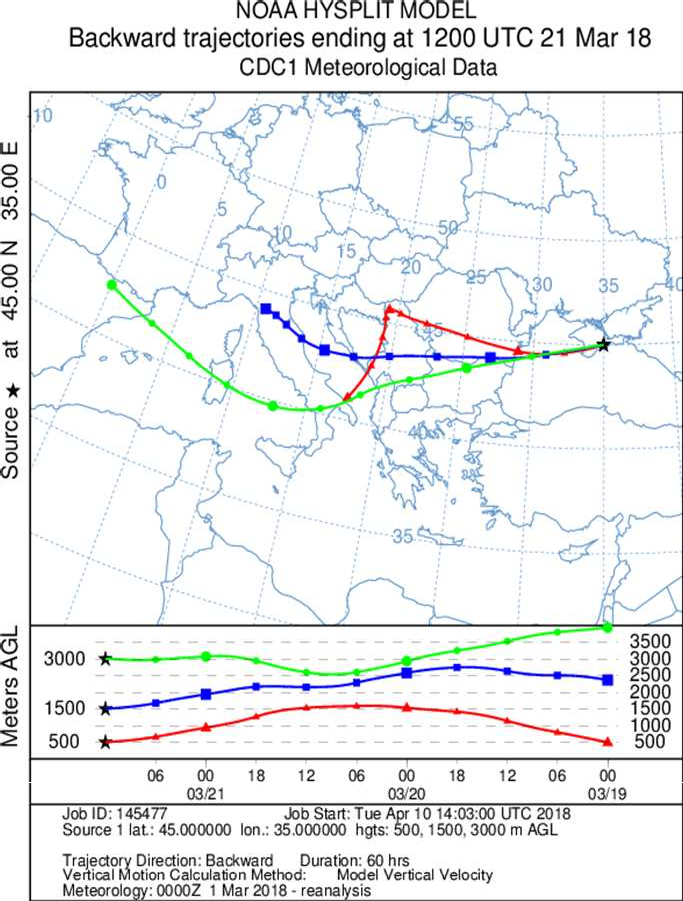 NOAA HYSPLIT MODEL
Backward trajectories ending at 1200 UTC 21 Mar 18
CDC1 Meteorological Data
Source ★ at 45.00 N 35.00 E
10
55
0
5
50
10
15
20
25
30
35
40
40
35
Meters AGL
3500
3000 3000
2500
2000
1500 1500
1000
500 500
06 00 18 12 06 00 18 12 06 00
03/21 03/20 03/19
Job ID: 145477 Job Start: Tue Apr 10 14:03:00 UTC 2018
Source 1 lat.: 45.000000 lon.: 35.000000 hgts: 500, 1500, 3000 m AGL
Trajectory Direction: Backward Duration: 60 hrs
Vertical Motion Calculation Method: Model Vertical Velocity
Meteorology: 0000Z 1 Mar 2018 - reanalysis